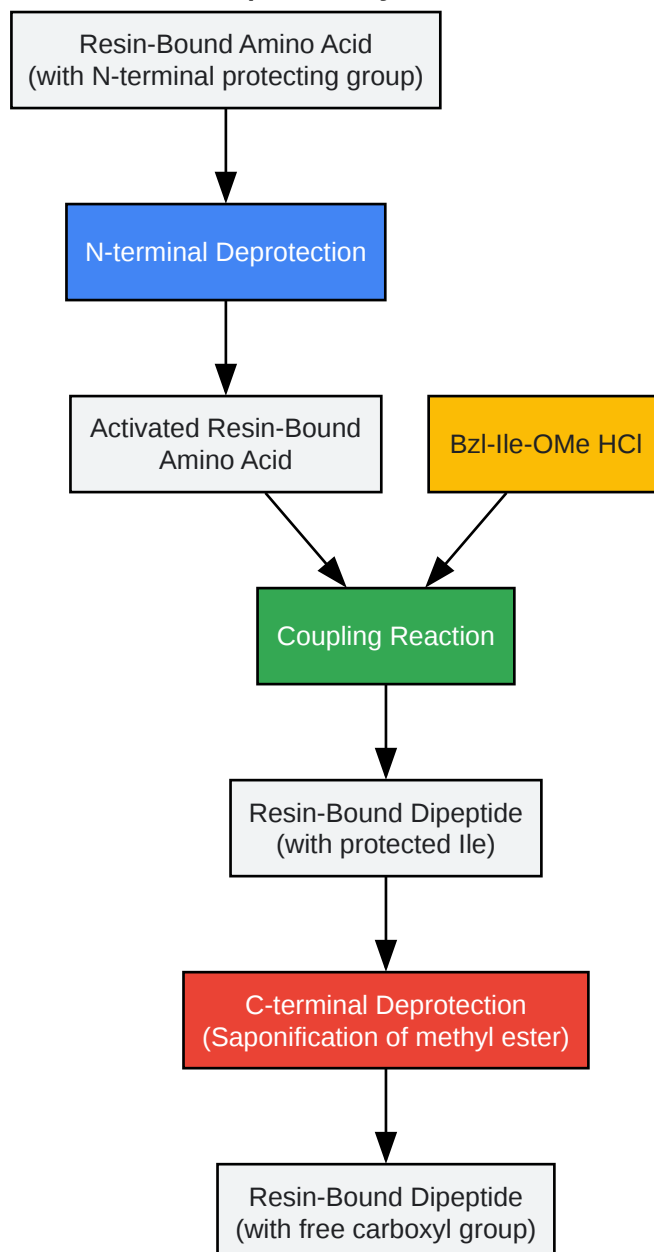 Resin-Bound Amino Acid
(with N-terminal protecting group)
N-terminal Deprotection
Activated Resin-Bound
Amino Acid
Bzl-Ile-OMe HCl
Coupling Reaction
Resin-Bound Dipeptide
(with protected Ile)
C-terminal Deprotection
(Saponification of methyl ester)
Resin-Bound Dipeptide
(with free carboxyl group)